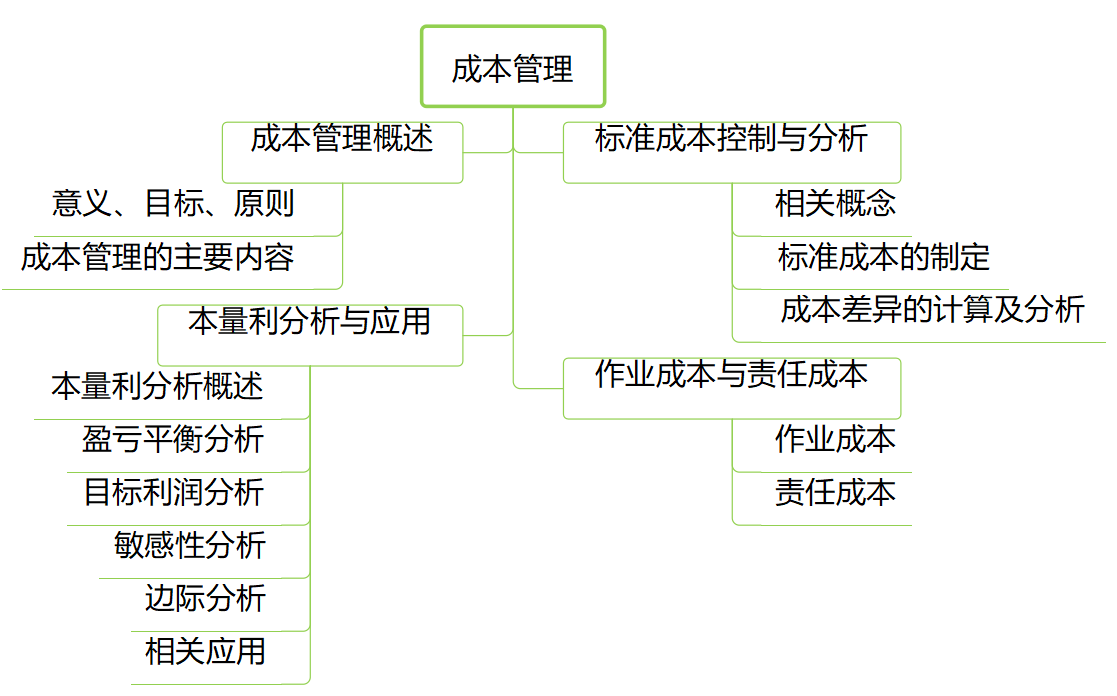 成本管理
成本管理概述
意义、目标、原则
成本管理的主要内容
本量利分析与应用
本量利分析概述
盈亏平衡分析
目标利润分析
敏感性分析
边际分析
相关应用
标准成本控制与分析
相关概念
标准成本的制定
成本差异的计算及分析
作业成本与责任成本
作业成本
责任成本